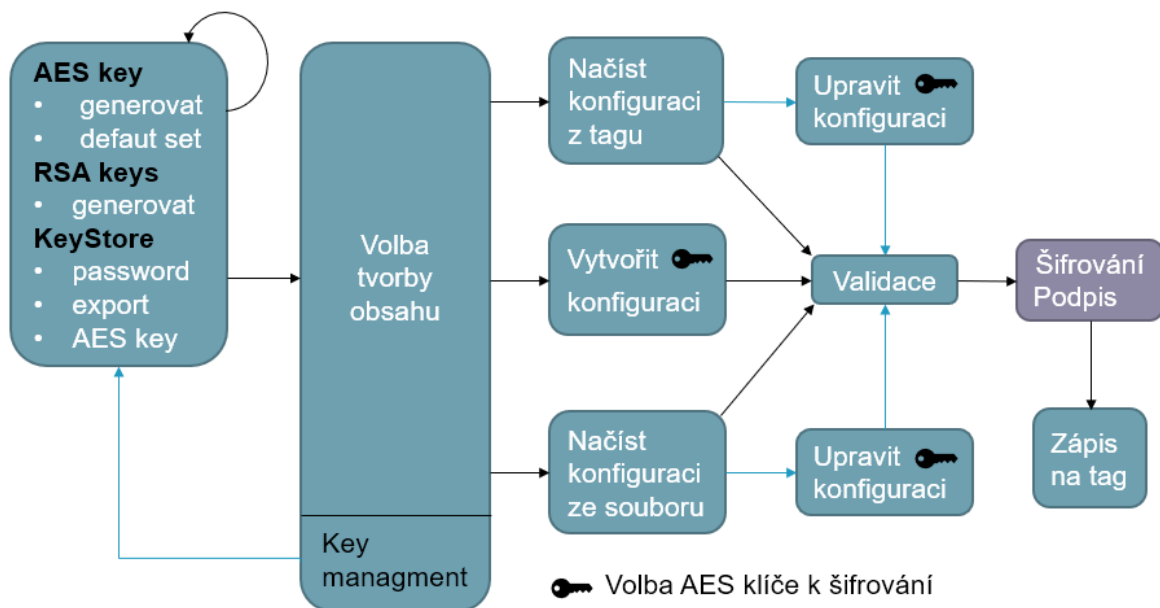 AES key
• generovat
• defaut set
RSA keys
• generovat
KeyStore
• password
• export
• AES key
Volba
tvorby
obsahu
Key
managment
Načíst
konfiguraci
z tagu
Upravit
konfiguraci
Vytvořit
konfiguraci
Validace
Šifrování
Podpis
Načíst
konfiguraci
ze souboru
Upravit
konfiguraci
Zápis
na tag
Volba AES klíče k šifrování